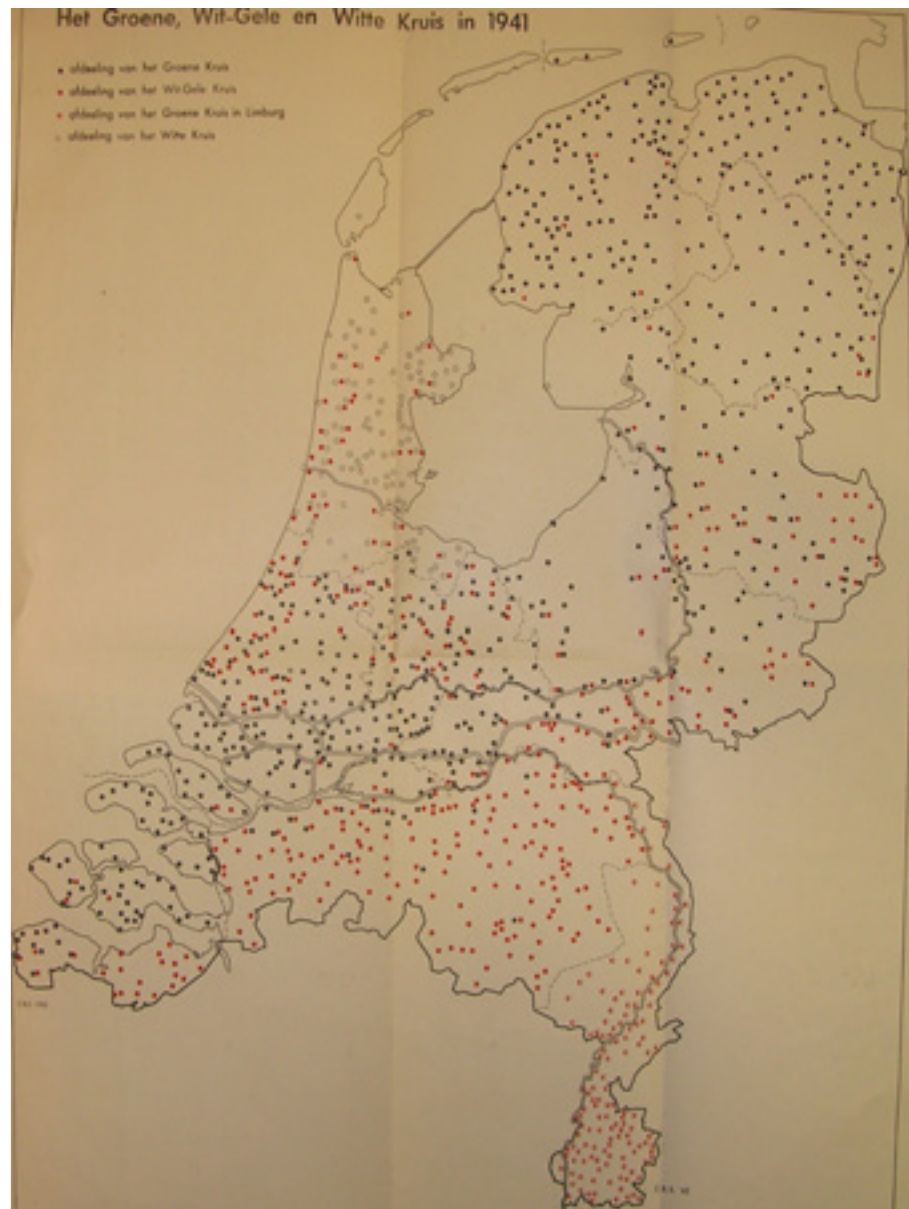 Het Groene, Wit-Gele en Witte Kruis in 1941
afdeeling van het Groene Kruis
afdeeling van het Wit-Gele Kruis
afdeeling van het Groene Kruis in Limburg
afdeeling van het Witte Kruis